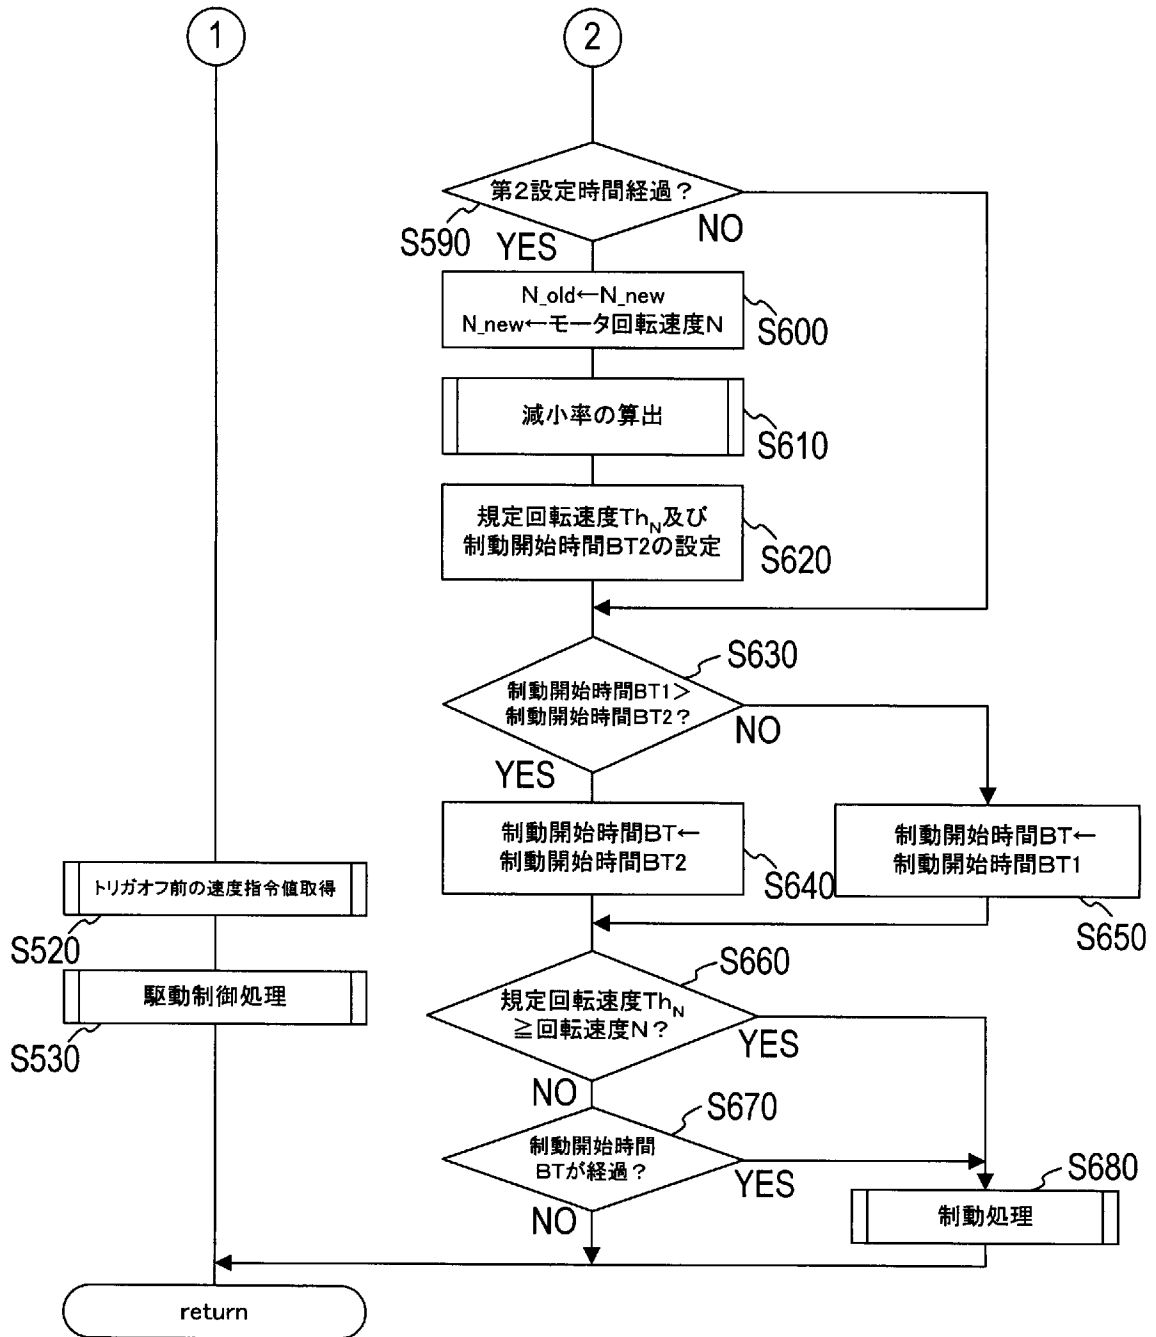 1
2
第2設定時間経過?
S590
YES
NO
N_old←N_new
N_new←モータ回転速度N
S600
減小率の算出
S610
規定回転速度ThN及び
制動開始時間BT2の設定
S620
S630
制動開始時間BT1>
制動開始時間BT2?
NO
YES
制動開始時間BT←
制動開始時間BT2
S640
制動開始時間BT←
制動開始時間BT1
S650
トリガオフ前の速度指令値取得
S520
駆動制御処理
S530
S660
規定回転速度ThN
≧回転速度N?
YES
NO
S670
制動開始時間
BTが経過?
YES
NO
S680
制動処理
return